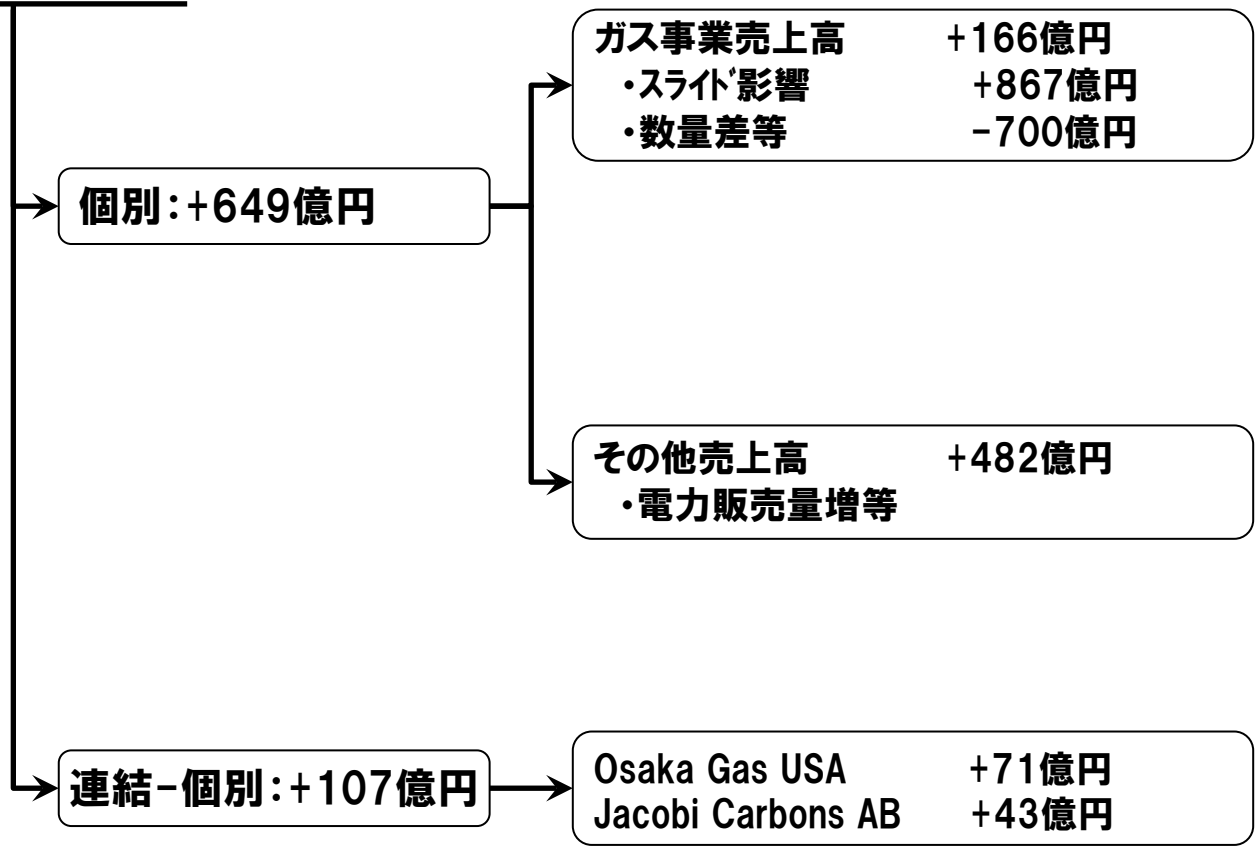 ガス事業売上高 +166億円
・スライド影響 +867億円
・数量差等 -700億円
個別:+649億円
その他売上高 +482億円
・電力販売量増等
連結-個別:+107億円
Osaka Gas USA +71億円
Jacobi Carbons AB +43億円